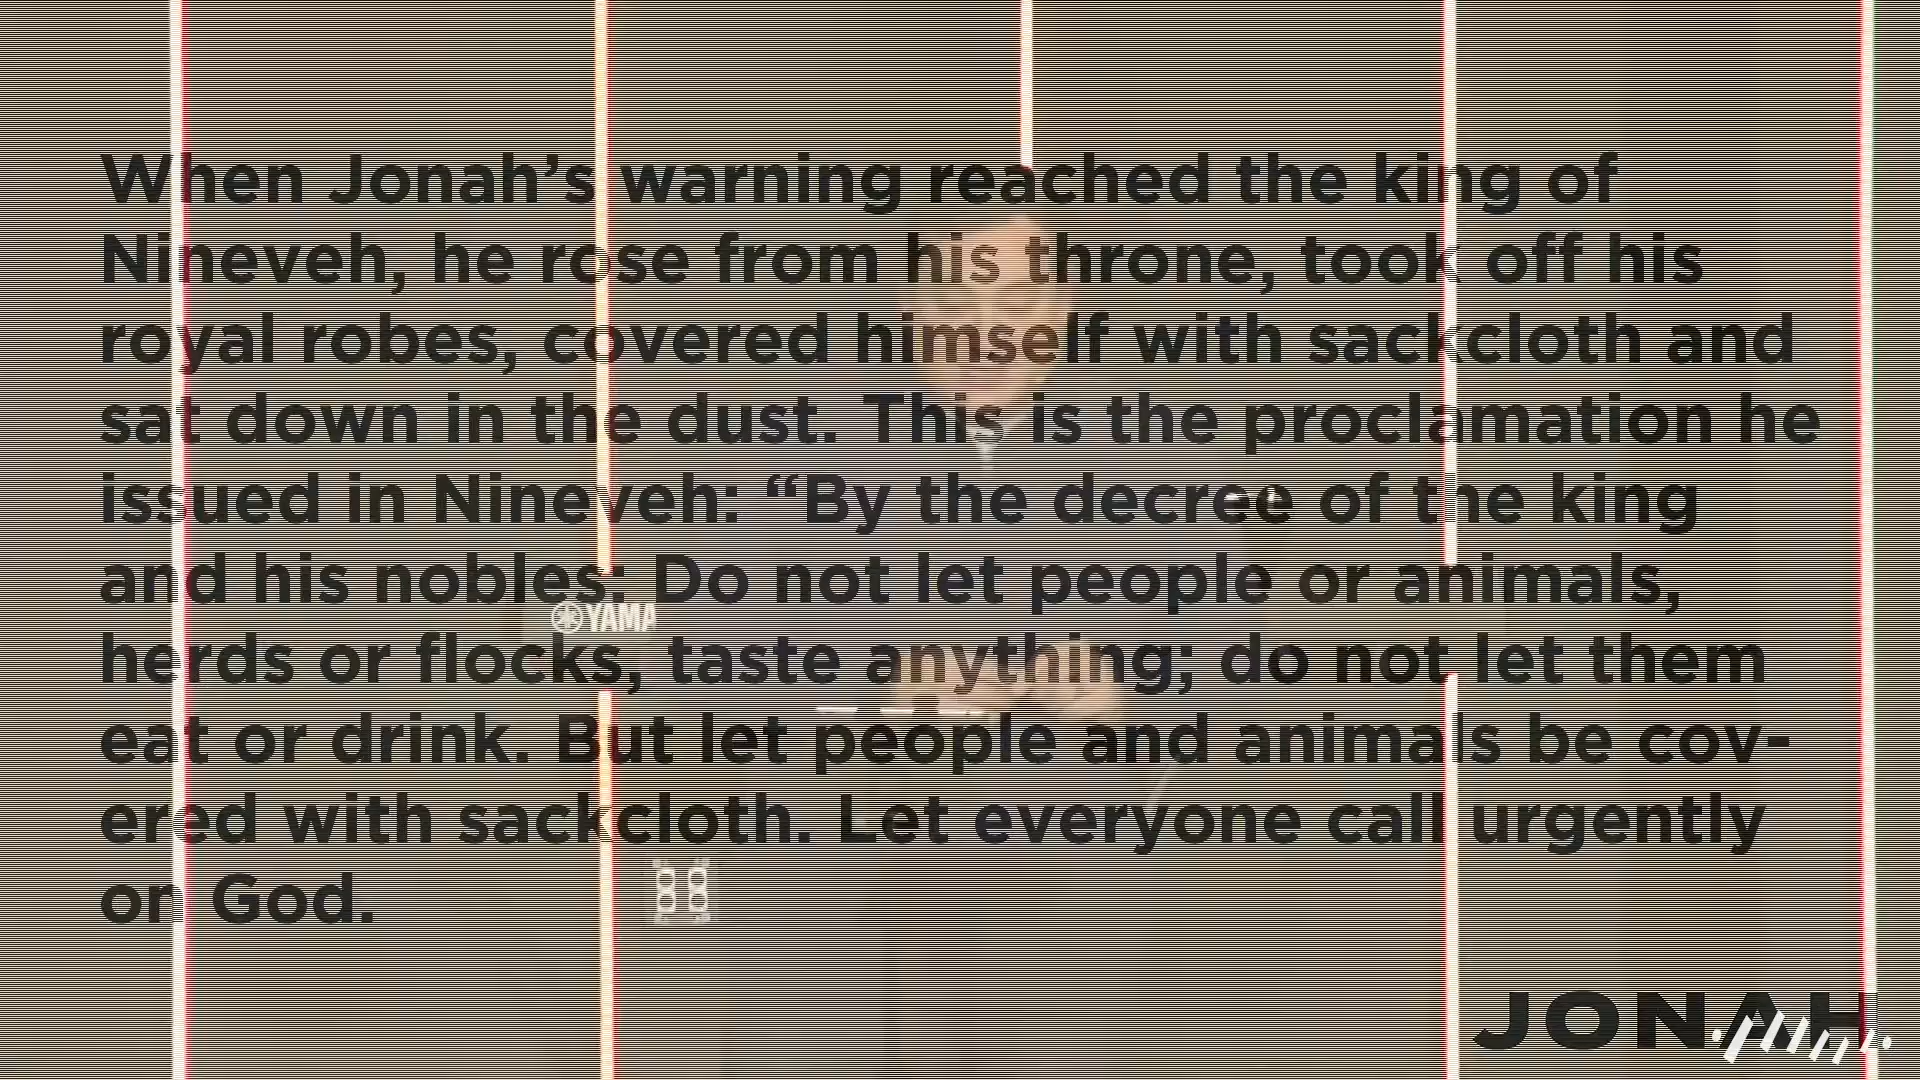 When Jonah’s warning reached the king of
Nineveh, he rose from his throne, took off his
royal robes, covered himself with sackcloth and
sat down in the dust. This is the proclamation he
issued in Nineveh: “By the decree of the king
and his nobles: Do not let people or animals,
herds or flocks, taste anything; do not let them
eat or drink. But let people and animals be cov-
ered with sackcloth. Let everyone call urgently
on God.
YAMA
JONAH